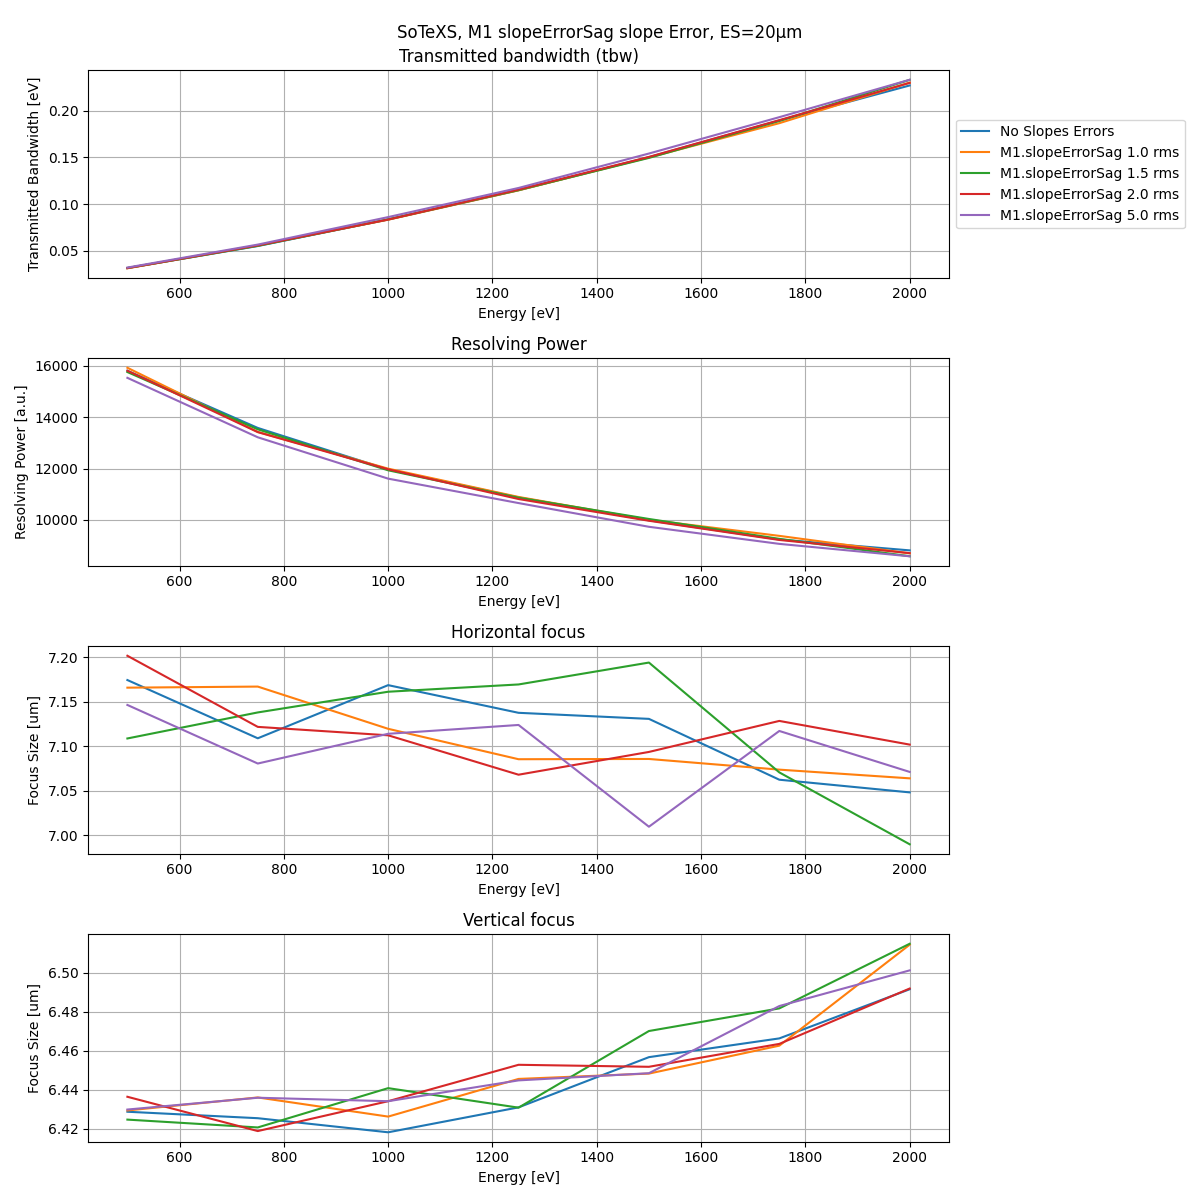 SoTeXS, M1 slopeErrorSag slope Error, ES=20μm
Transmitted bandwidth (tbw)
Transmitted Bandwidth [eV]
0.20
0.15
0.10
0.05
600 800 1000 1200 1400 1600 1800 2000
Energy [eV]
No Slopes Errors
M1.slopeErrorSag 1.0 rms
M1.slopeErrorSag 1.5 rms
M1.slopeErrorSag 2.0 rms
M1.slopeErrorSag 5.0 rms
Resolving Power
Resolving Power [a.u.]
16000
14000
12000
10000
600 800 1000 1200 1400 1600 1800 2000
Energy [eV]
Horizontal focus
Focus Size [um]
7.20
7.15
7.10
7.05
7.00
600 800 1000 1200 1400 1600 1800 2000
Energy [eV]
Vertical focus
Focus Size [um]
6.50
6.48
6.46
6.44
6.42
600 800 1000 1200 1400 1600 1800 2000
Energy [eV]